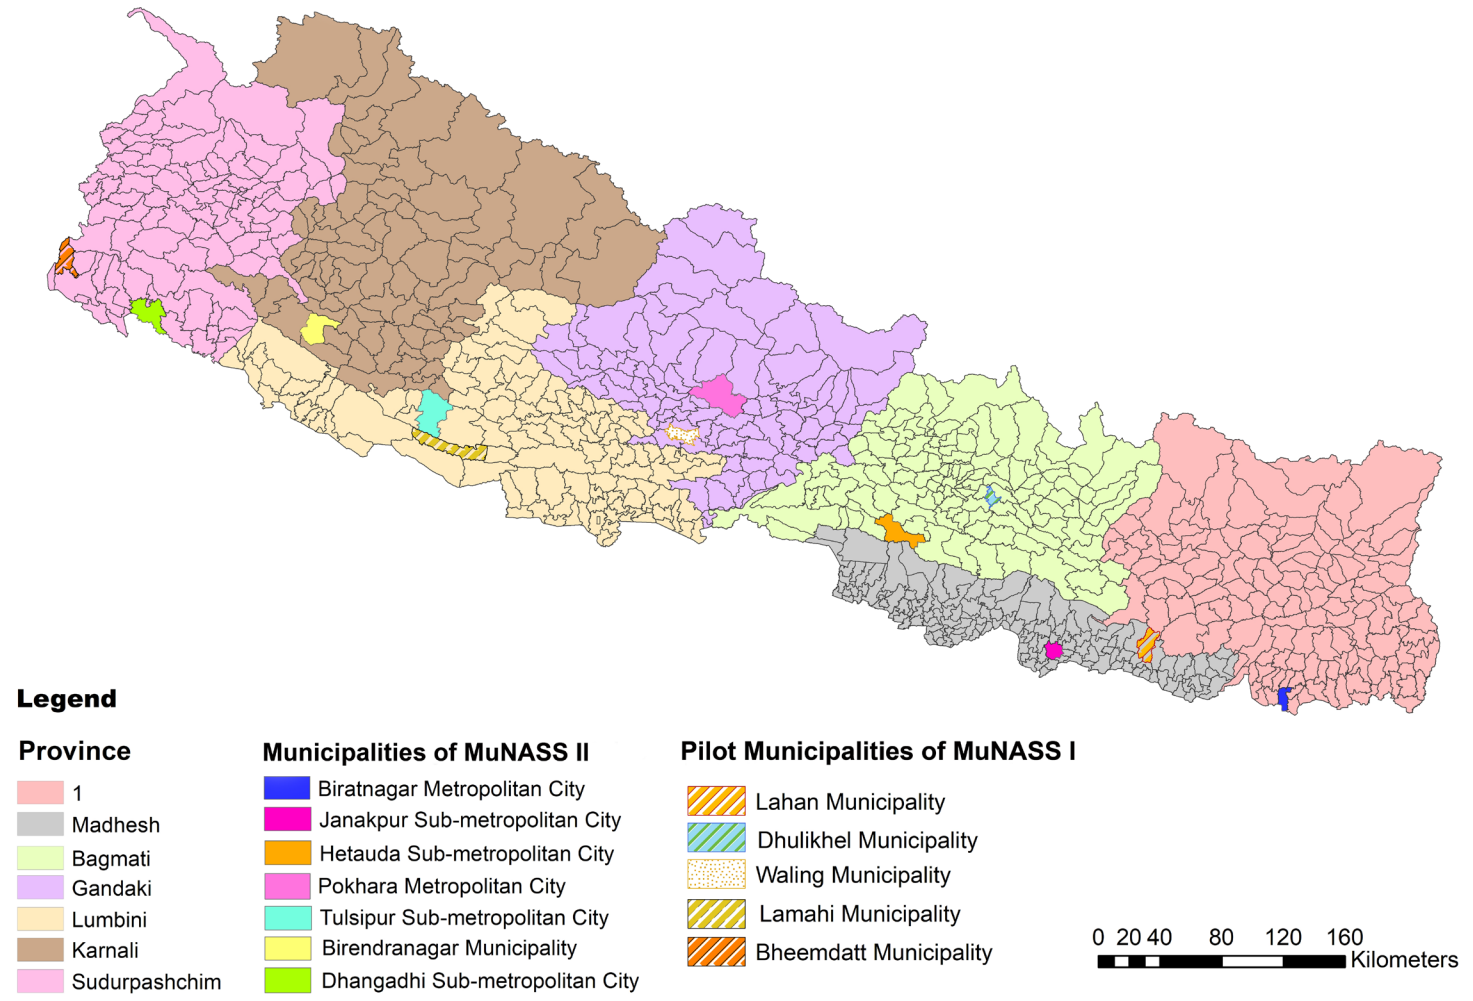 Legend
Province
1
Madhesh
Bagmati
Gandaki
Lumbini
Karnali
Sudurpashchim
Municipalities of MuNASS II
Biratnagar Metropolitan City
Janakpur Sub-metropolitan City
Hetauda Sub-metropolitan City
Pokhara Metropolitan City
Tulsipur Sub-metropolitan City
Birendranagar Municipality
Dhangadhi Sub-metropolitan City
Pilot Municipalities of MuNASS I
Lahan Municipality
Dhulikhel Municipality
Waling Municipality
Lamahi Municipality
Bheemdatt Municipality
0 20 40 80 120 160
Kilometers